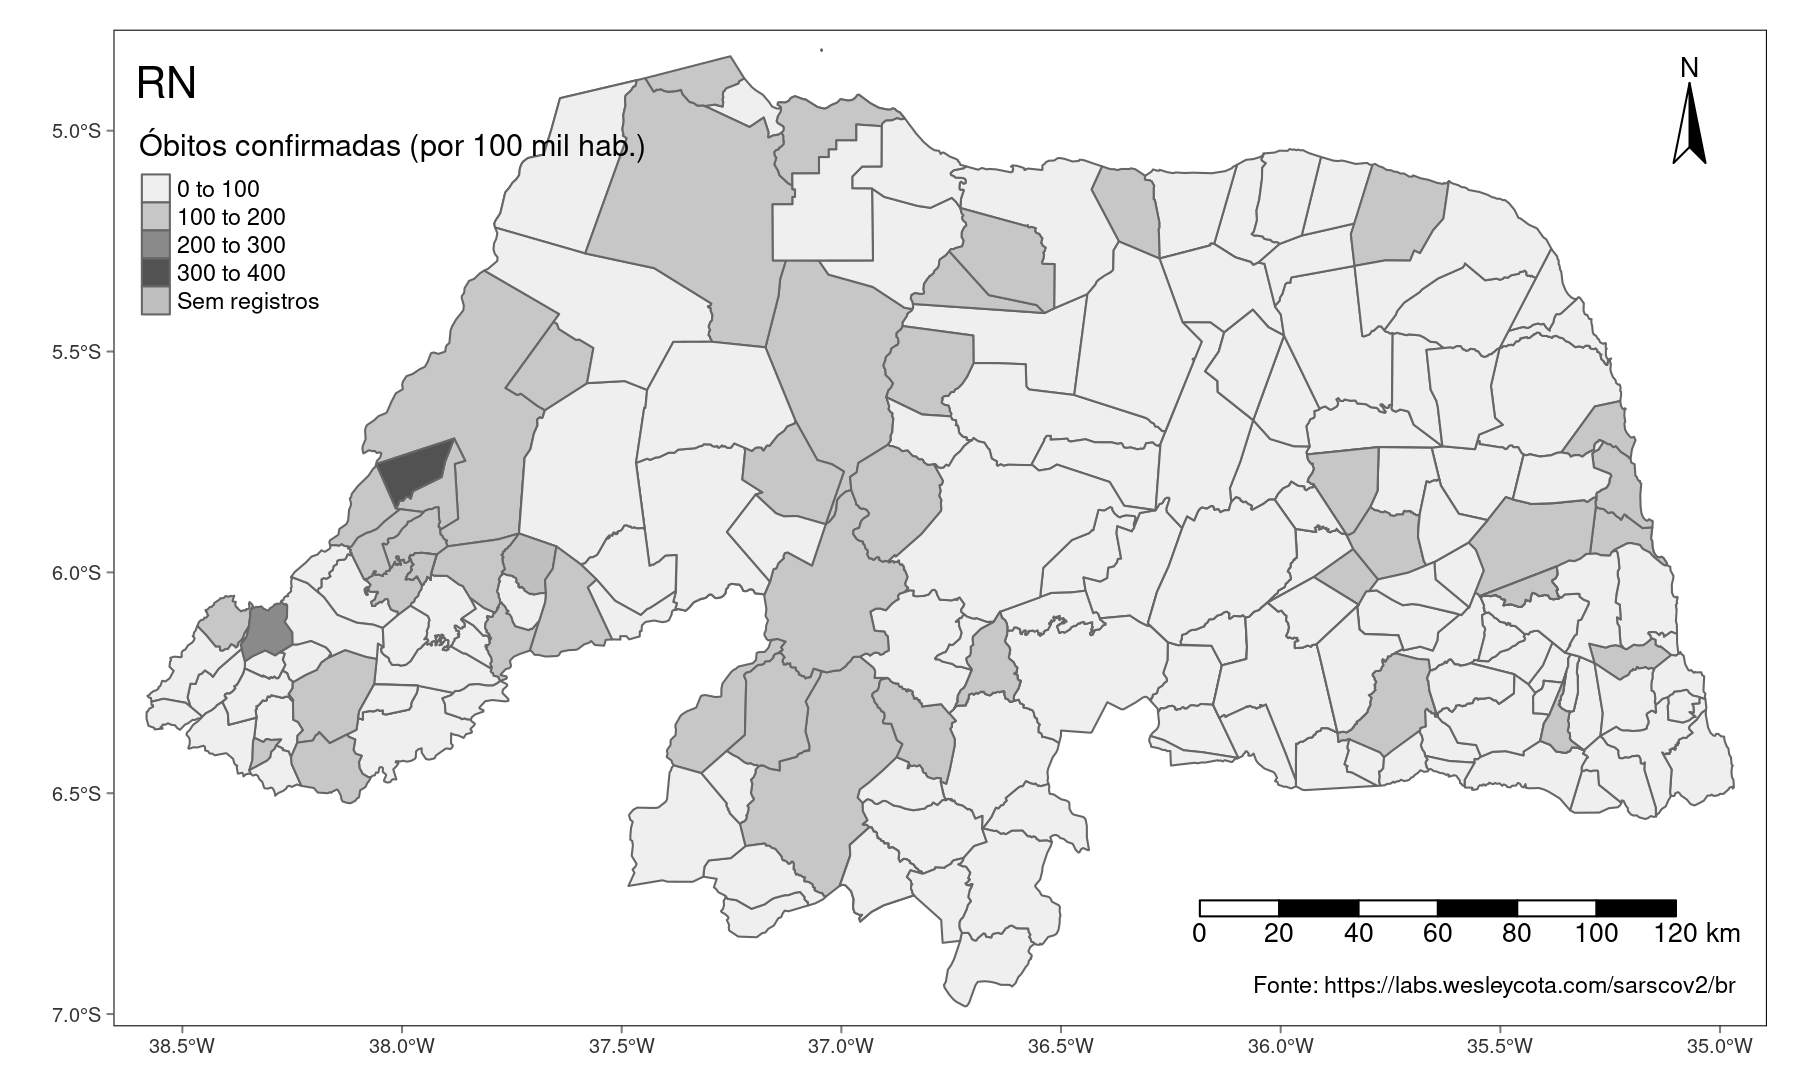 RN
N
Óbitos confirmadas (por 100 mil hab.)
0 to 100
100 to 200
200 to 300
300 to 400
Sem registros
5.0°S
5.5°S
6.0°S
6.5°S
7.0°S
0 20 40 60 80 100 120 km
Fonte: https://labs.wesleycota.com/sarscov2/br
38.5°W 38.0°W 37.5°W 37.0°W 36.5°W 36.0°W 35.5°W 35.0°W